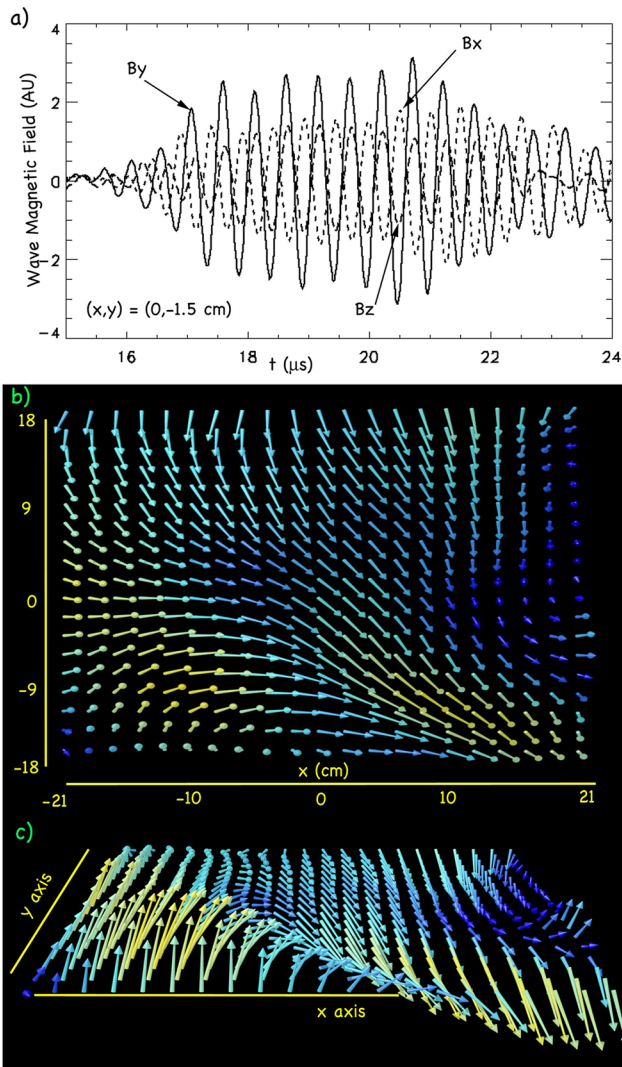 a)
4
2
0
−2
−4
Wave Magnetic Field (AU)
By
Bx
Bz
(x,y) = (0,-1.5 cm)
16
18
20
22
24
t (μs)
b)
18
9
0
-9
-18
x (cm)
-21
-10
0
10
21
c)
y axis
x axis